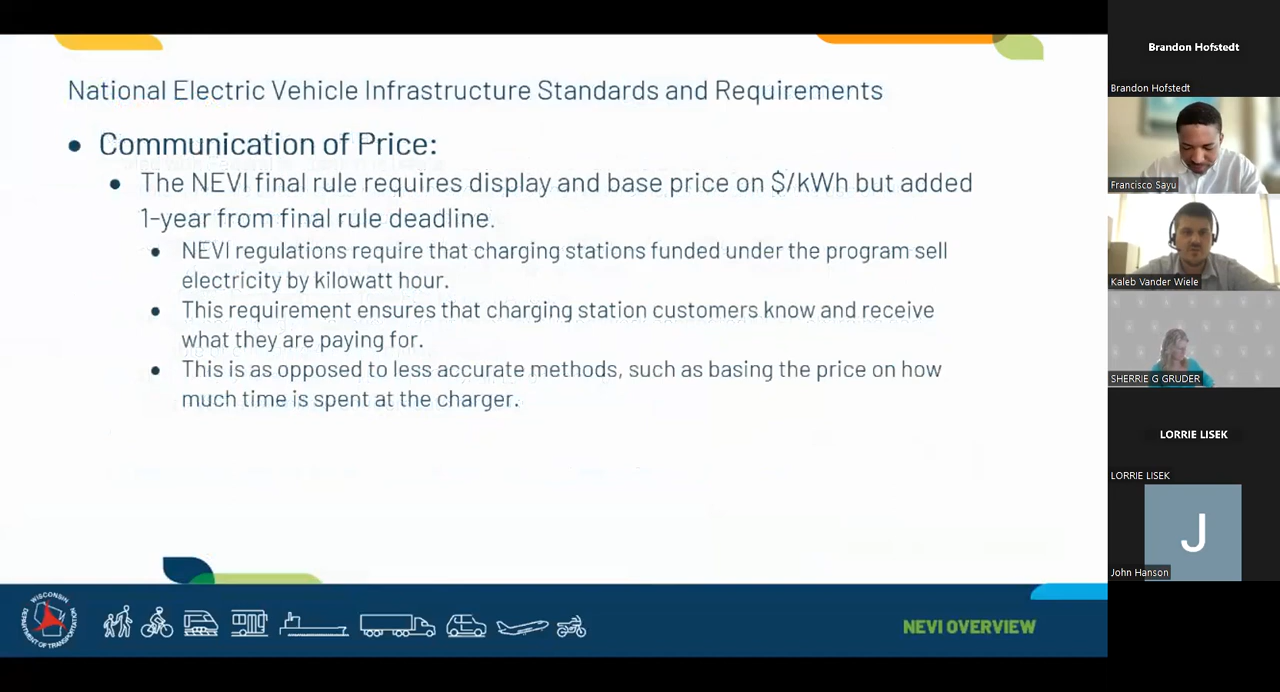 National Electric Vehicle Infrastructure Standards and Requirements
Communication of Price:
The NEVI final rule requires display and base price on $/kWh but added
1-year from final rule deadline.
NEVI regulations require that charging stations funded under the program sell
electricity by kilowatt hour.
This requirement ensures that charging station customers know and receive
what they are paying for.
This is as opposed to less accurate methods, such as basing the price on how
much time is spent at the charger.
WISCONSIN
DEPARTMENT OF TRANSPORTATION
NEVI OVERVIEW
Brandon Hofstedt
Brandon Hofstedt
Francisco Sayu
Kaleb Vander Wiele
SHERRIE G GRUDER
LORRIE LISEK
LORRIE LISEK
J
John Hanson